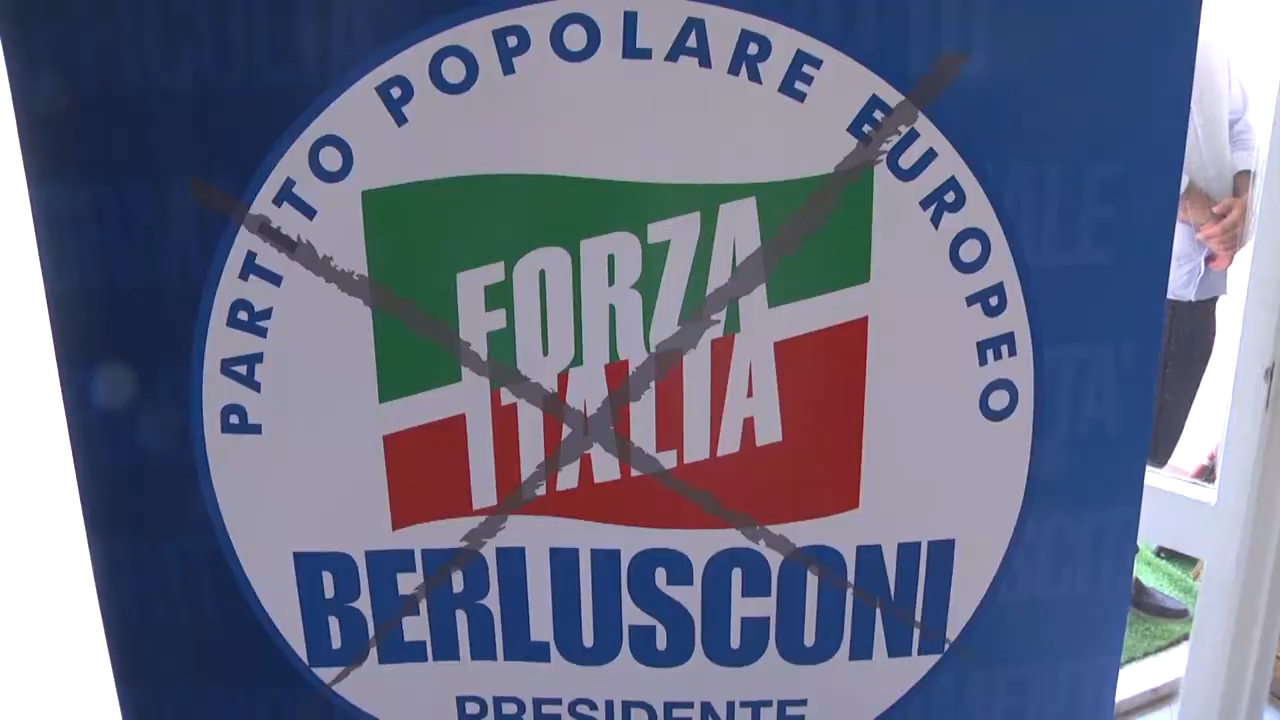 PARTITO POPOLARE EUROPEO
FORZA
ITALIA
BERLUSCONI
PRESIDENTE